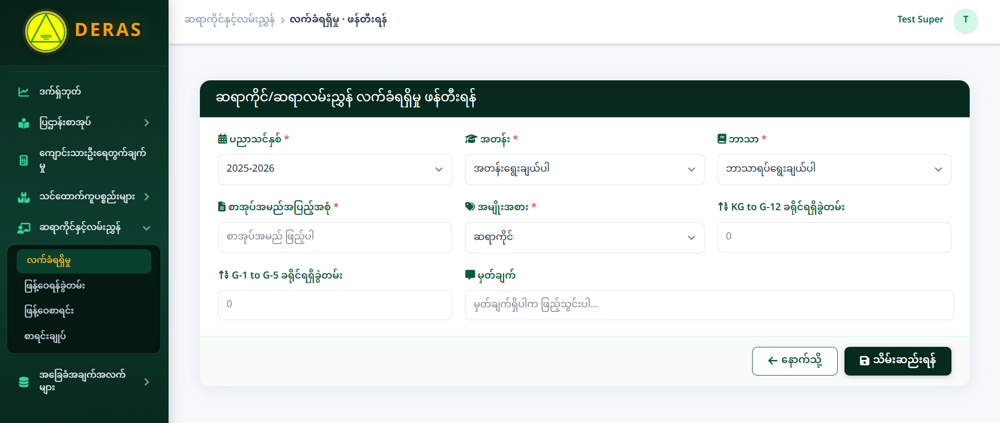 ပညာ
DERAS
ဆရာကိုင်နှင့်လမ်းညွှန် > လက်ခံရရှိမှု · ဖန်တီးရန်
Test Super
T
ဒက်ရှ်ဘုတ်
ပြဋ္ဌာန်းစာအုပ်
ကျောင်းသားဦးရေတွက်ချက်
မှု
သင်ထောက်ကူပစ္စည်းများ
ဆရာကိုင်နှင့်လမ်းညွှန်
လက်ခံရရှိမှု
ဖြန့်ဝေရန်ခွဲတမ်း
ဖြန့်ဝေစာရင်း
စာရင်းချုပ်
အခြေခံအချက်အလက်
များ
ဆရာကိုင်/ဆရာလမ်းညွှန် လက်ခံရရှိမှု ဖန်တီးရန်
ပညာသင်နှစ် *
အတန်း *
ဘာသာ *
2025-2026
အတန်းရွေးချယ်ပါ
ဘာသာရပ်ရွေးချယ်ပါ
စာအုပ်အမည်အပြည့်အစုံ *
အမျိုးအစား *
KG to G-12 ခရိုင်ရရှိခွဲတမ်း
စာအုပ်အမည် ဖြည့်ပါ
ဆရာကိုင်
0
G-1 to G-5 ခရိုင်ရရှိခွဲတမ်း
မှတ်ချက်
0
မှတ်ချက်ရှိပါက ဖြည့်သွင်းပါ...
← နောက်သို့
သိမ်းဆည်းရန်